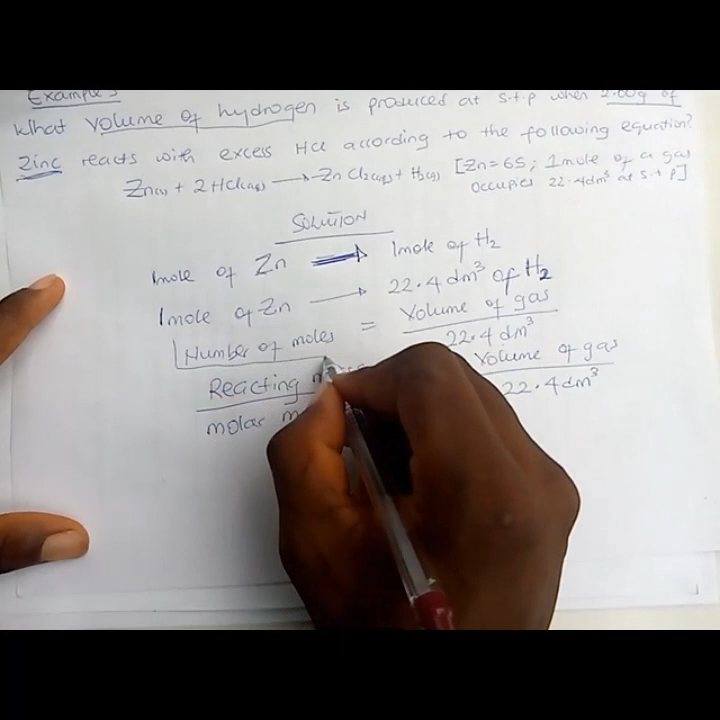 Example 3
What volume of hydrogen is produced at s.t.p when 2.00g of
Zinc reacts with excess HCl according to the following equation?
Zn(s) + 2HCl(aq) → ZnCl2(aq) + H2(g) [Zn=65; 1mole of a gas
occupies 22.4dm³ at s.t.p]
SOLUTION
1mole of Zn → 1mole of H2
1mole of Zn → 22.4dm³ of H2
Number of moles = Volume of gas
22.4dm³
Reacting Volume of gas
molar 22.4dm³